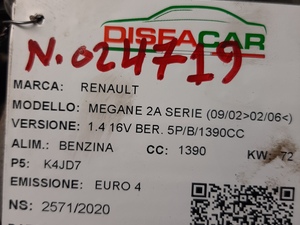 DISFACAR
N.024719
MARCA: RENAULT
MODELLO: MEGANE 2A SERIE (09/02>02/06<)
VERSIONE: 1.4 16V BER. 5P/B/1390CC
ALIM.: BENZINA CC: 1390 KW: 72
P5: K4JD7
EMISSIONE: EURO 4
NS: 2571/2020